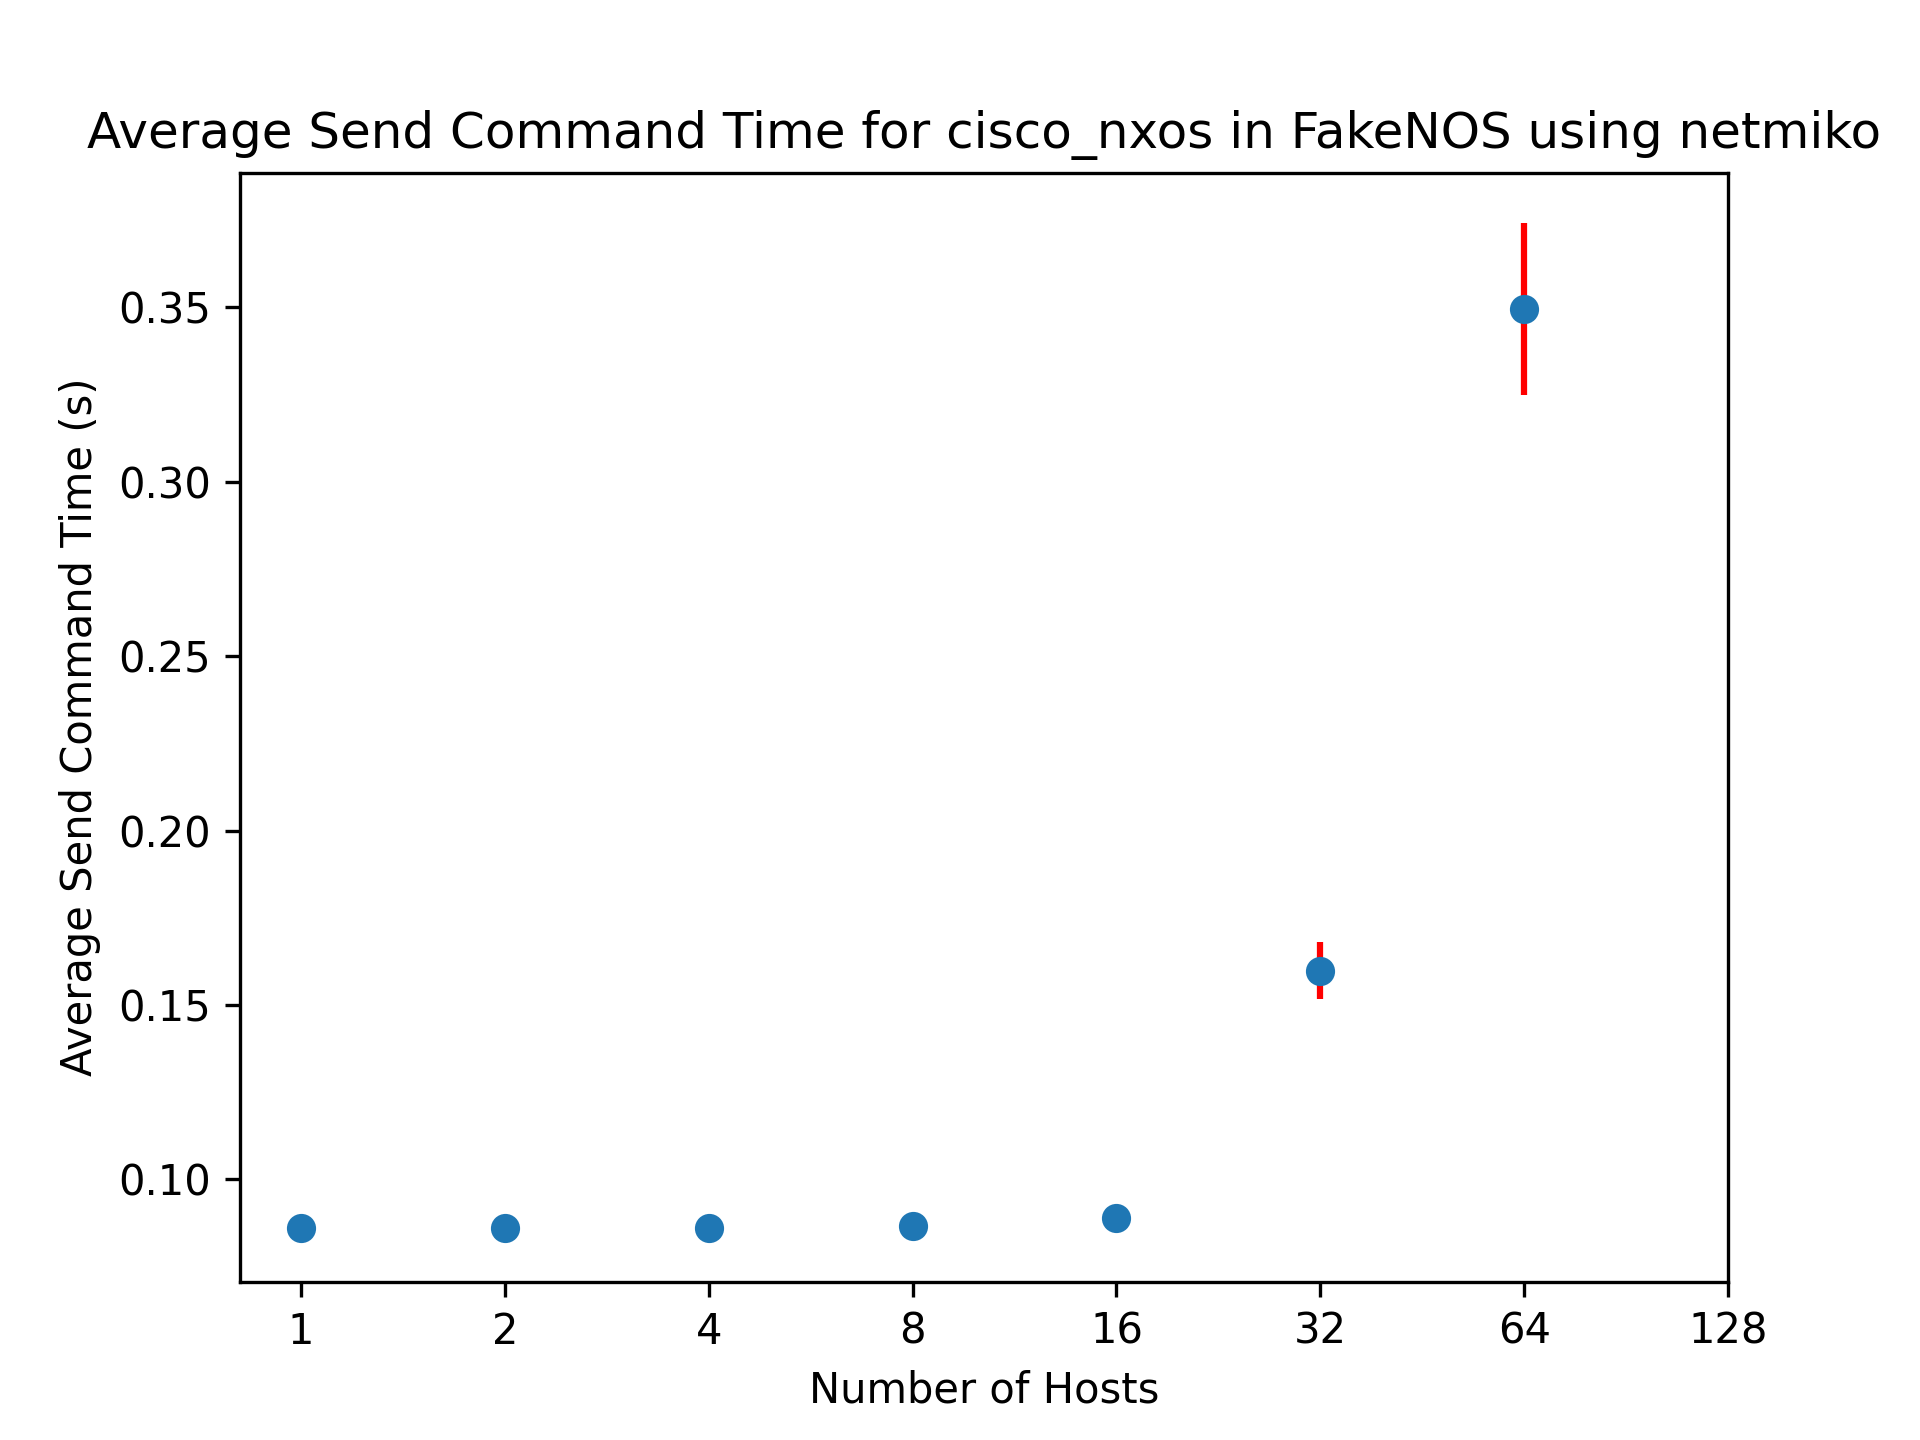 Average Send Command Time for cisco_nxos in FakeNOS using netmiko
Average Send Command Time (s)
0.35
0.30
0.25
0.20
0.15
0.10
1 2 4 8 16 32 64 128
Number of Hosts